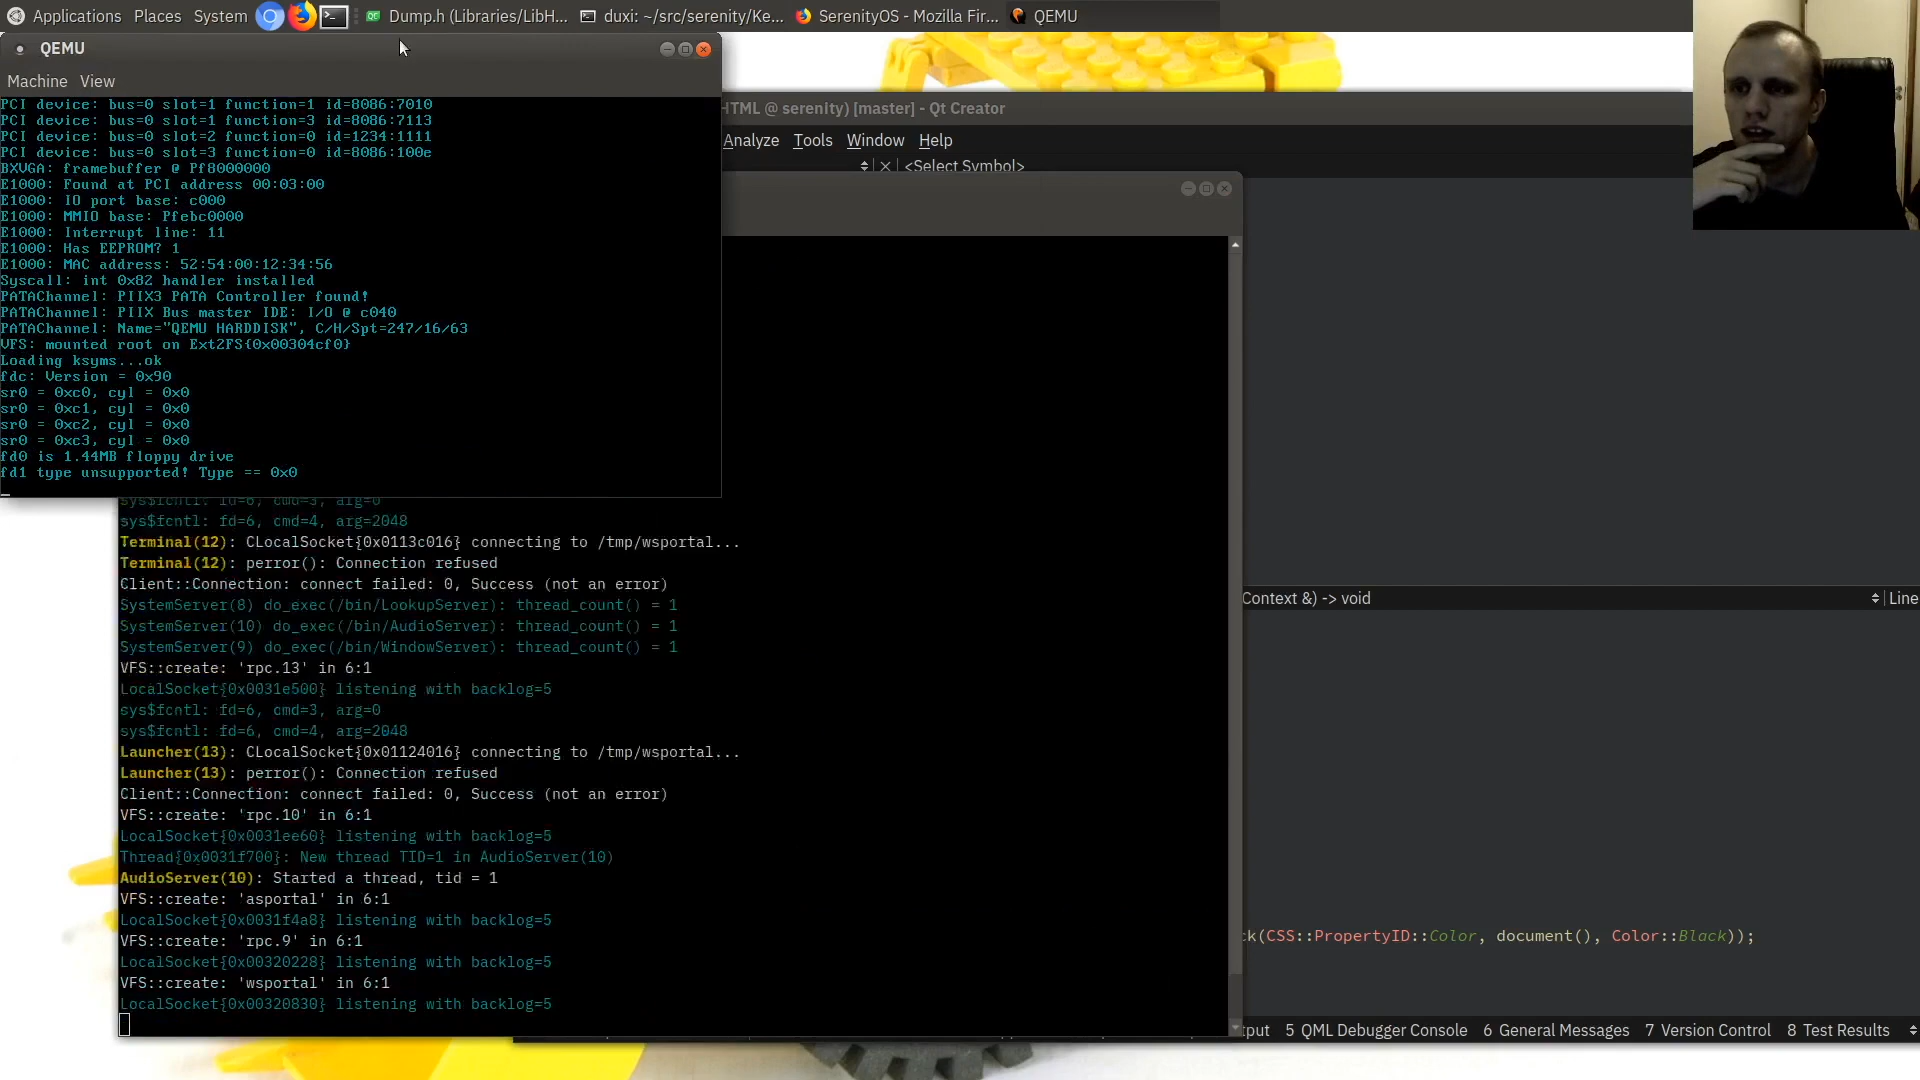 Applications Places System Dump.h (Libraries/LibH... duxi: ~/src/serenity/Ke... SerenityOS - Mozilla Fir... QEMU
QEMU
Machine View
PCI device: bus=0 slot=1 function=1 id=8086:7010
PCI device: bus=0 slot=1 function=3 id=8086:7113
PCI device: bus=0 slot=2 function=0 id=1234:1111
PCI device: bus=0 slot=3 function=0 id=8086:100e
BXVGA: framebuffer @ Pf8000000
E1000: Found at PCI address 00:03:00
E1000: IO port base: c000
E1000: MMIO base: Pfebc0000
E1000: Interrupt line: 11
E1000: Has EEPROM? 1
E1000: MAC address: 52:54:00:12:34:56
Syscall: int 0x82 handler installed
PATAChannel: PIIX3 PATA Controller found!
PATAChannel: PIIX Bus master IDE: I/O @ c040
PATAChannel: Name="QEMU HARDDISK", C/H/Spt=247/16/63
VFS: mounted root on Ext2FS{0x00304cf0}
Loading ksyms...ok
fdc: Version = 0x90
sr0 = 0xc0, cyl = 0x0
sr0 = 0xc1, cyl = 0x0
sr0 = 0xc2, cyl = 0x0
sr0 = 0xc3, cyl = 0x0
fd0 is 1.44MB floppy drive
fd1 type unsupported! Type == 0x0
HTML @ serenity) [master] - Qt Creator
Analyze Tools Window Help
<Select Symbol>
sys$fcntl: fd=6, cmd=3, arg=0
sys$fcntl: fd=6, cmd=4, arg=2048
Terminal(12): CLocalSocket{0x0113c016} connecting to /tmp/wsportal...
Terminal(12): perror(): Connection refused
Client::Connection: connect failed: 0, Success (not an error)
SystemServer(8) do_exec(/bin/LookupServer): thread_count() = 1
SystemServer(10) do_exec(/bin/AudioServer): thread_count() = 1
SystemServer(9) do_exec(/bin/WindowServer): thread_count() = 1
VFS::create: 'rpc.13' in 6:1
LocalSocket{0x0031e500} listening with backlog=5
sys$fcntl: fd=6, cmd=3, arg=0
sys$fcntl: fd=6, cmd=4, arg=2048
Launcher(13): CLocalSocket{0x01124016} connecting to /tmp/wsportal...
Launcher(13): perror(): Connection refused
Client::Connection: connect failed: 0, Success (not an error)
VFS::create: 'rpc.10' in 6:1
LocalSocket{0x0031ee60} listening with backlog=5
Thread{0x0031f700}: New thread TID=1 in AudioServer(10)
AudioServer(10): Started a thread, tid = 1
VFS::create: 'asportal' in 6:1
LocalSocket{0x0031f4a8} listening with backlog=5
VFS::create: 'rpc.9' in 6:1
LocalSocket{0x00320228} listening with backlog=5
VFS::create: 'wsportal' in 6:1
LocalSocket{0x00320830} listening with backlog=5
Context &) -> void Line
ck(CSS::PropertyID::Color, document(), Color::Black));
tput 5 QML Debugger Console 6 General Messages 7 Version Control 8 Test Results